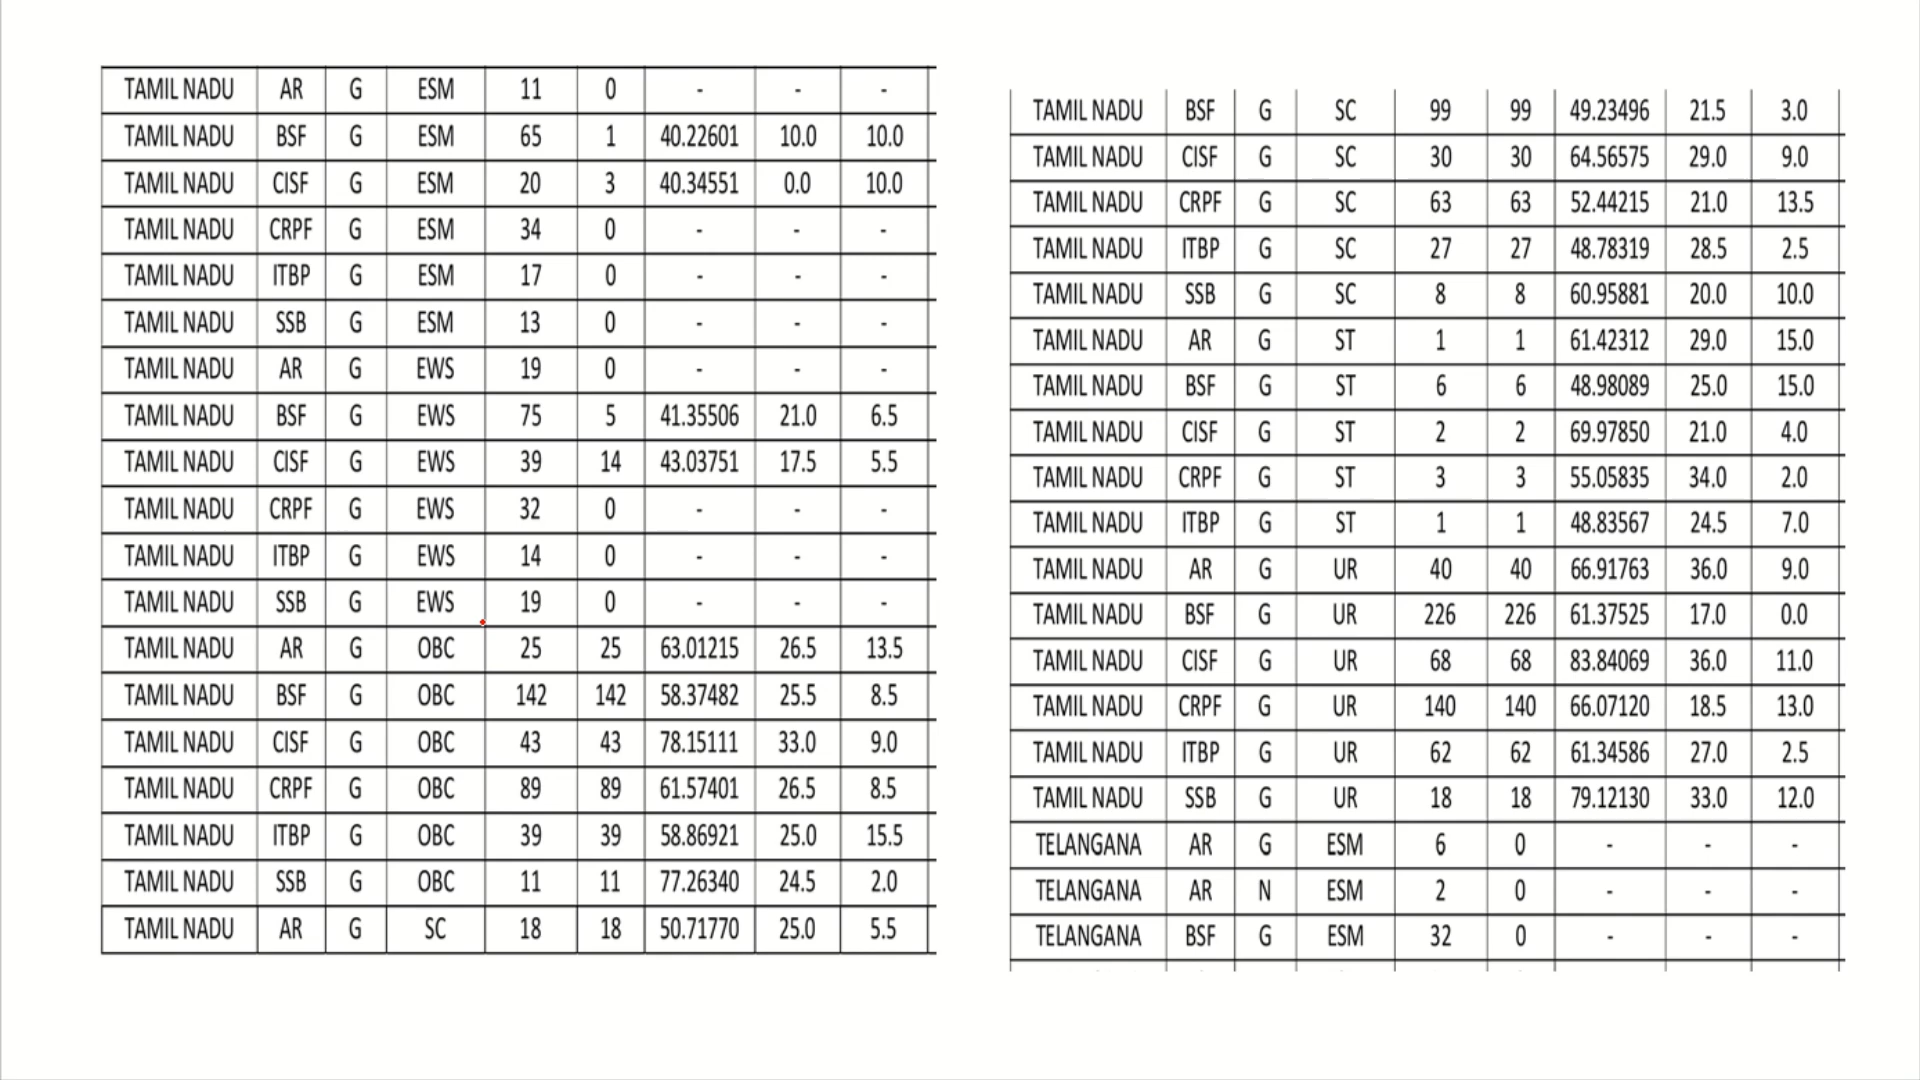 TAMIL NADU AR G ESM 11 0 - - -
TAMIL NADU BSF G ESM 65 1 40.22601 10.0 10.0
TAMIL NADU CISF G ESM 20 3 40.34551 0.0 10.0
TAMIL NADU CRPF G ESM 34 0 - - -
TAMIL NADU ITBP G ESM 17 0 - - -
TAMIL NADU SSB G ESM 13 0 - - -
TAMIL NADU AR G EWS 19 0 - - -
TAMIL NADU BSF G EWS 75 5 41.35506 21.0 6.5
TAMIL NADU CISF G EWS 39 14 43.03751 17.5 5.5
TAMIL NADU CRPF G EWS 32 0 - - -
TAMIL NADU ITBP G EWS 14 0 - - -
TAMIL NADU SSB G EWS 19 0 - - -
TAMIL NADU AR G OBC 25 25 63.01215 26.5 13.5
TAMIL NADU BSF G OBC 142 142 58.37482 25.5 8.5
TAMIL NADU CISF G OBC 43 43 78.15111 33.0 9.0
TAMIL NADU CRPF G OBC 89 89 61.57401 26.5 8.5
TAMIL NADU ITBP G OBC 39 39 58.86921 25.0 15.5
TAMIL NADU SSB G OBC 11 11 77.26340 24.5 2.0
TAMIL NADU AR G SC 18 18 50.71770 25.0 5.5
TAMIL NADU BSF G SC 99 99 49.23496 21.5 3.0
TAMIL NADU CISF G SC 30 30 64.56575 29.0 9.0
TAMIL NADU CRPF G SC 63 63 52.44215 21.0 13.5
TAMIL NADU ITBP G SC 27 27 48.78319 28.5 2.5
TAMIL NADU SSB G SC 8 8 60.95881 20.0 10.0
TAMIL NADU AR G ST 1 1 61.42312 29.0 15.0
TAMIL NADU BSF G ST 6 6 48.98089 25.0 15.0
TAMIL NADU CISF G ST 2 2 69.97850 21.0 4.0
TAMIL NADU CRPF G ST 3 3 55.05835 34.0 2.0
TAMIL NADU ITBP G ST 1 1 48.83567 24.5 7.0
TAMIL NADU AR G UR 40 40 66.91763 36.0 9.0
TAMIL NADU BSF G UR 226 226 61.37525 17.0 0.0
TAMIL NADU CISF G UR 68 68 83.84069 36.0 11.0
TAMIL NADU CRPF G UR 140 140 66.07120 18.5 13.0
TAMIL NADU ITBP G UR 62 62 61.34586 27.0 2.5
TAMIL NADU SSB G UR 18 18 79.12130 33.0 12.0
TELANGANA AR G ESM 6 0 - - -
TELANGANA AR N ESM 2 0 - - -
TELANGANA BSF G ESM 32 0 - - -